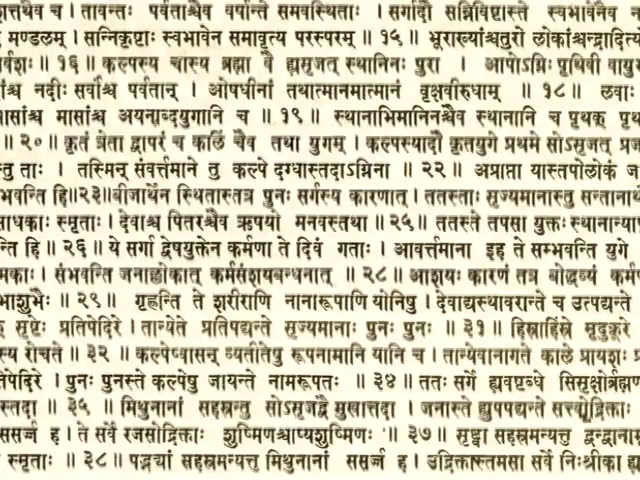 त्तथैव च । तावन्तः पर्वताश्चैव वर्षान्ते समवस्थिताः । सर्गादौ सन्निविष्टास्ते स्वभावेनैव
मण्डलम् । सन्निकृष्टाः स्वभावेन समावृत्य परस्परम् ॥ १५ ॥ भूराख्यांश्चतुरो लोकांश्चन्द्रादित्यौ
र्वशः ॥ १६ ॥ कल्पस्य चास्य ब्रह्मा वै ह्यसृजत् स्थानिनः पुरा । आपोऽग्निः पृथिवी वायु
श्च नदीः सर्वांश्च पर्वतान् । ओषधीनां तथात्मानमात्मानं वृक्षवीरुधाम् ॥ १८ ॥ लवाः
मासांश्च मासांश्च अयनाब्दयुगानि च ॥ १९ ॥ स्थानाभिमानिनश्चैव स्थानानि च पृथक् पृथ
॥ २० ॥ कृतं त्रेता द्वापरं च कलिं चैव तथा युगम् । कल्पस्यादौ कृतयुगे प्रथमे सोऽसृजत् प्रज
न्तु ताः । तस्मिन् संवर्त्तमाने तु कल्पे दग्धास्तदाऽग्निना ॥ २२ ॥ अप्राप्ता यास्तपोलोकं ज
भवन्ति हि॥२३॥बीजार्थेन स्थितास्तत्र पुनः सर्गस्य कारणात् । ततस्ताः सृज्यमानास्तु सन्ताना
साधकाः स्मृताः । देवाश्च पितरश्चैव ऋषयो मनवस्तथा ॥ २५ ॥ ततस्ते तपसा युक्ताः स्थानान्या
न्ति हि ॥ २६ ॥ ये सर्गा द्वेषयुक्तेन कर्मणा ते दिवं गताः । आवर्त्तमाना इह ते सम्भवन्ति युगे
त्मकाः । संभवन्ति जनाल्लोकात् कर्मसंशयबन्धनात् ॥ २८ ॥ आशयः कारणं तत्र बोद्धव्यं कर्म
भाशुभैः ॥ २९ ॥ गृह्णन्ति ते शरीराणि नानारूपाणि योनिषु । देवाद्यस्थावरान्ते च उत्पद्यन्ते
सृष्टेः प्रतिपेदिरे । तान्येते प्रतिपद्यन्ते सृज्यमानाः पुनः पुनः ॥ ३१ ॥ हिंस्राहिंस्रे मृदुक्रूरे
स्य रोचते ॥ ३२ ॥ कल्पेष्वासन् व्यतीतेषु रूपनामानि यानि च । तान्येवानागते काले प्रायशः प्र
तिपेदिरे । पुनः पुनस्ते कल्पेषु जायन्ते नामरूपतः ॥ ३४ ॥ ततः सर्गे ह्यवष्टब्धे सिसृक्षोर्ब्रह्मण
स्तदा ॥ ३५ ॥ मिथुनानां सहस्रन्तु सोऽसृजद्वै मुखात्तदा । जनास्ते ह्युपपद्यन्ते सत्त्वोद्रिक्ताः
ससर्ज्ज ह । ते सर्वे रजसोद्रिक्ताः शुष्मिणश्चाप्यशुष्मिणः ॥ ३७ ॥ सृष्ट्वा सहस्रमन्यत्तु द्वन्द्वाना
स्मृताः ॥ ३८ ॥ पद्भ्यां सहस्रमन्यत्तु मिथुनानां ससर्ज्ज ह । उद्रिक्तास्तमसा सर्वे निःश्रीका ह्य